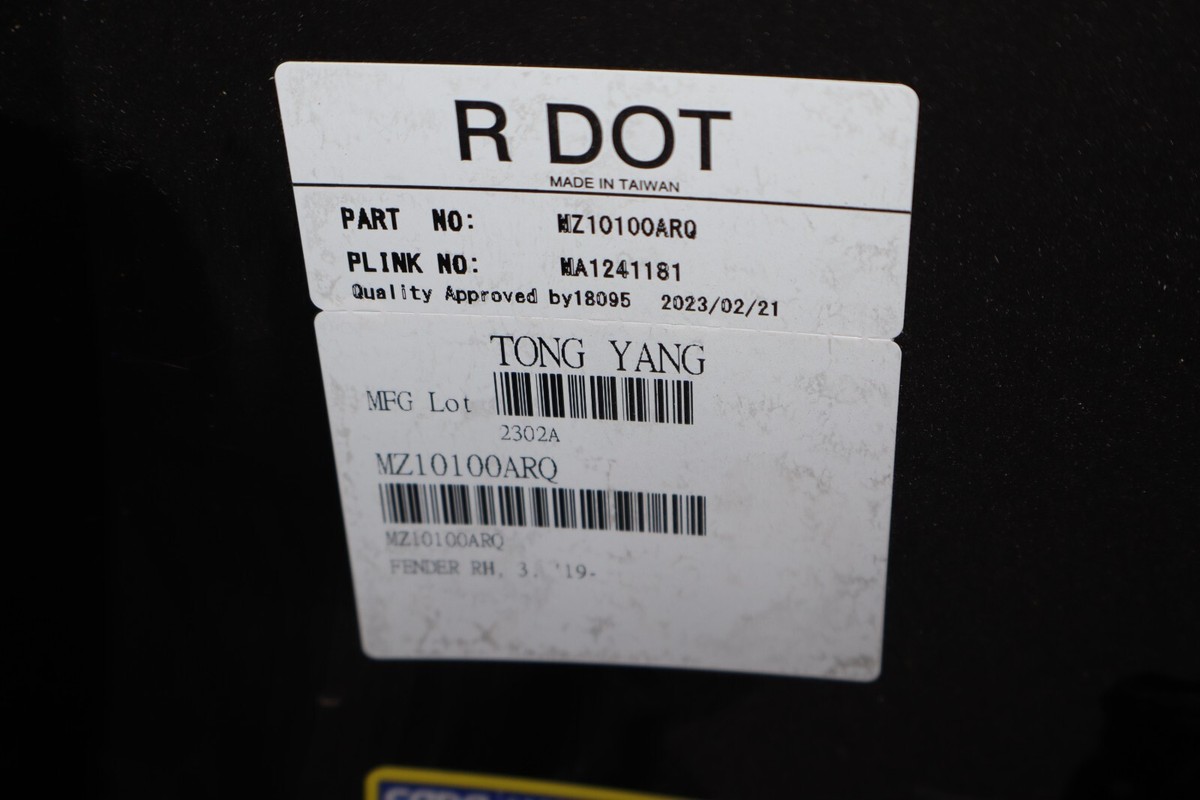 R DOT
MADE IN TAIWAN
PART NO: MZ10100ARQ
PLINK NO: MA1241181
Quality Approved by18095 2023/02/21
TONG YANG
MFG Lot
2302A
MZ10100ARQ
MZ10100ARQ
FENDER RH, 3, '19-